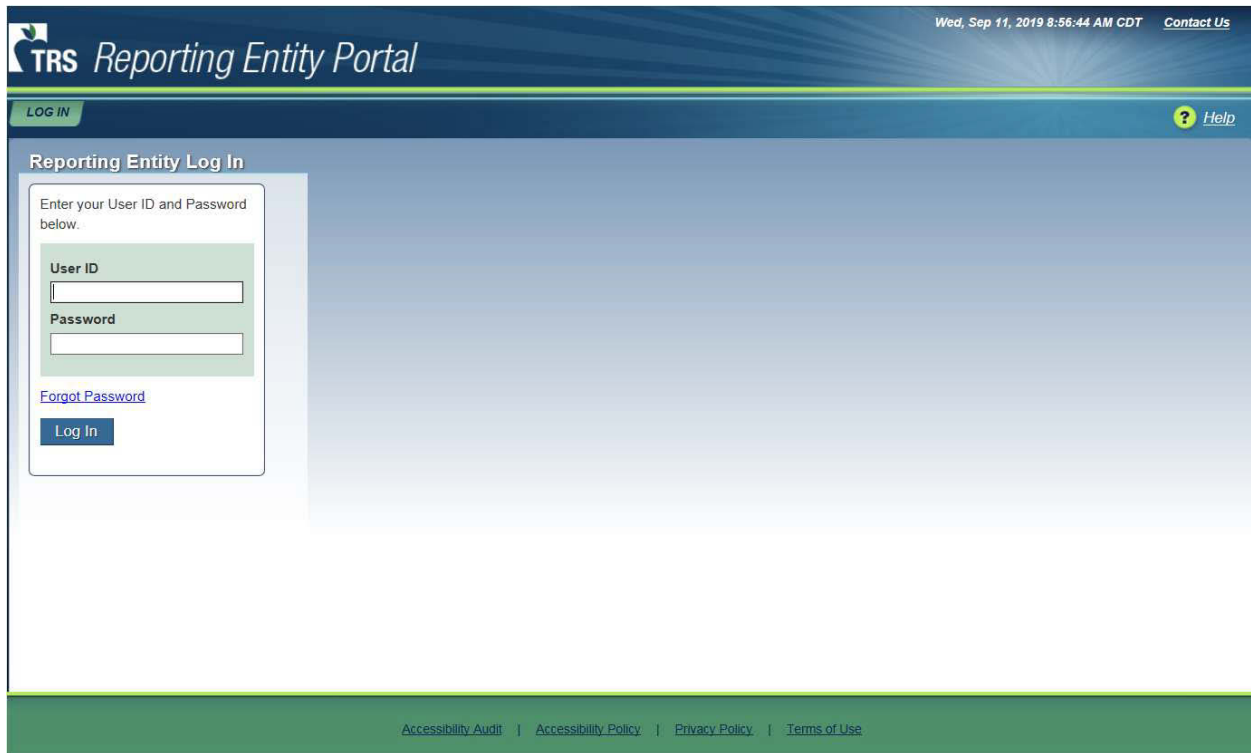 Wed, Sep 11, 2019 8:56:44 AM CDT Contact Us
TRS Reporting Entity Portal
LOG IN
? Help
Reporting Entity Log In
Enter your User ID and Password
below.
User ID
Password
Forgot Password
Log In
Accessibility Audit | Accessibility Policy | Privacy Policy | Terms of Use